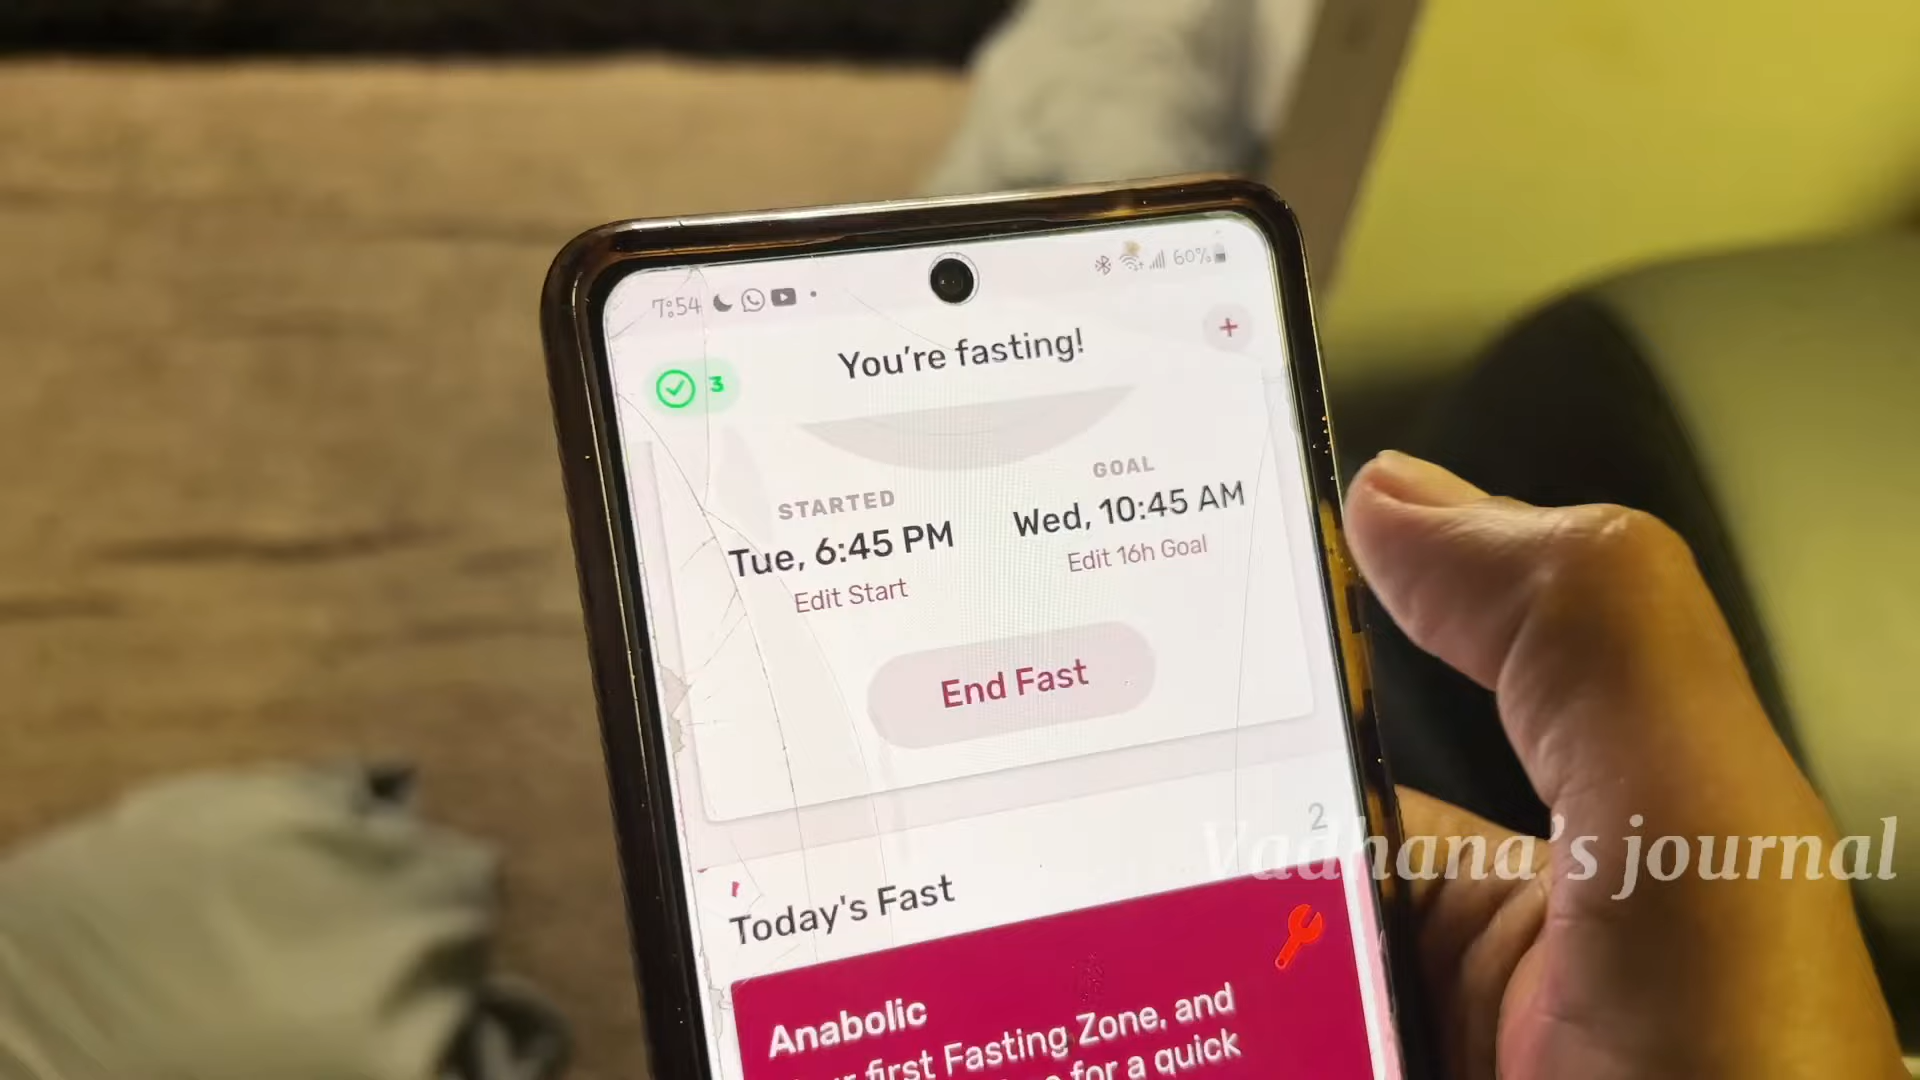 7:54
60%
You're fasting!
3
STARTED
GOAL
Tue, 6:45 PM
Wed, 10:45 AM
Edit Start
Edit 16h Goal
End Fast
2
Vadhana's journal
Today's Fast
Anabolic
first Fasting Zone, and
for a quick